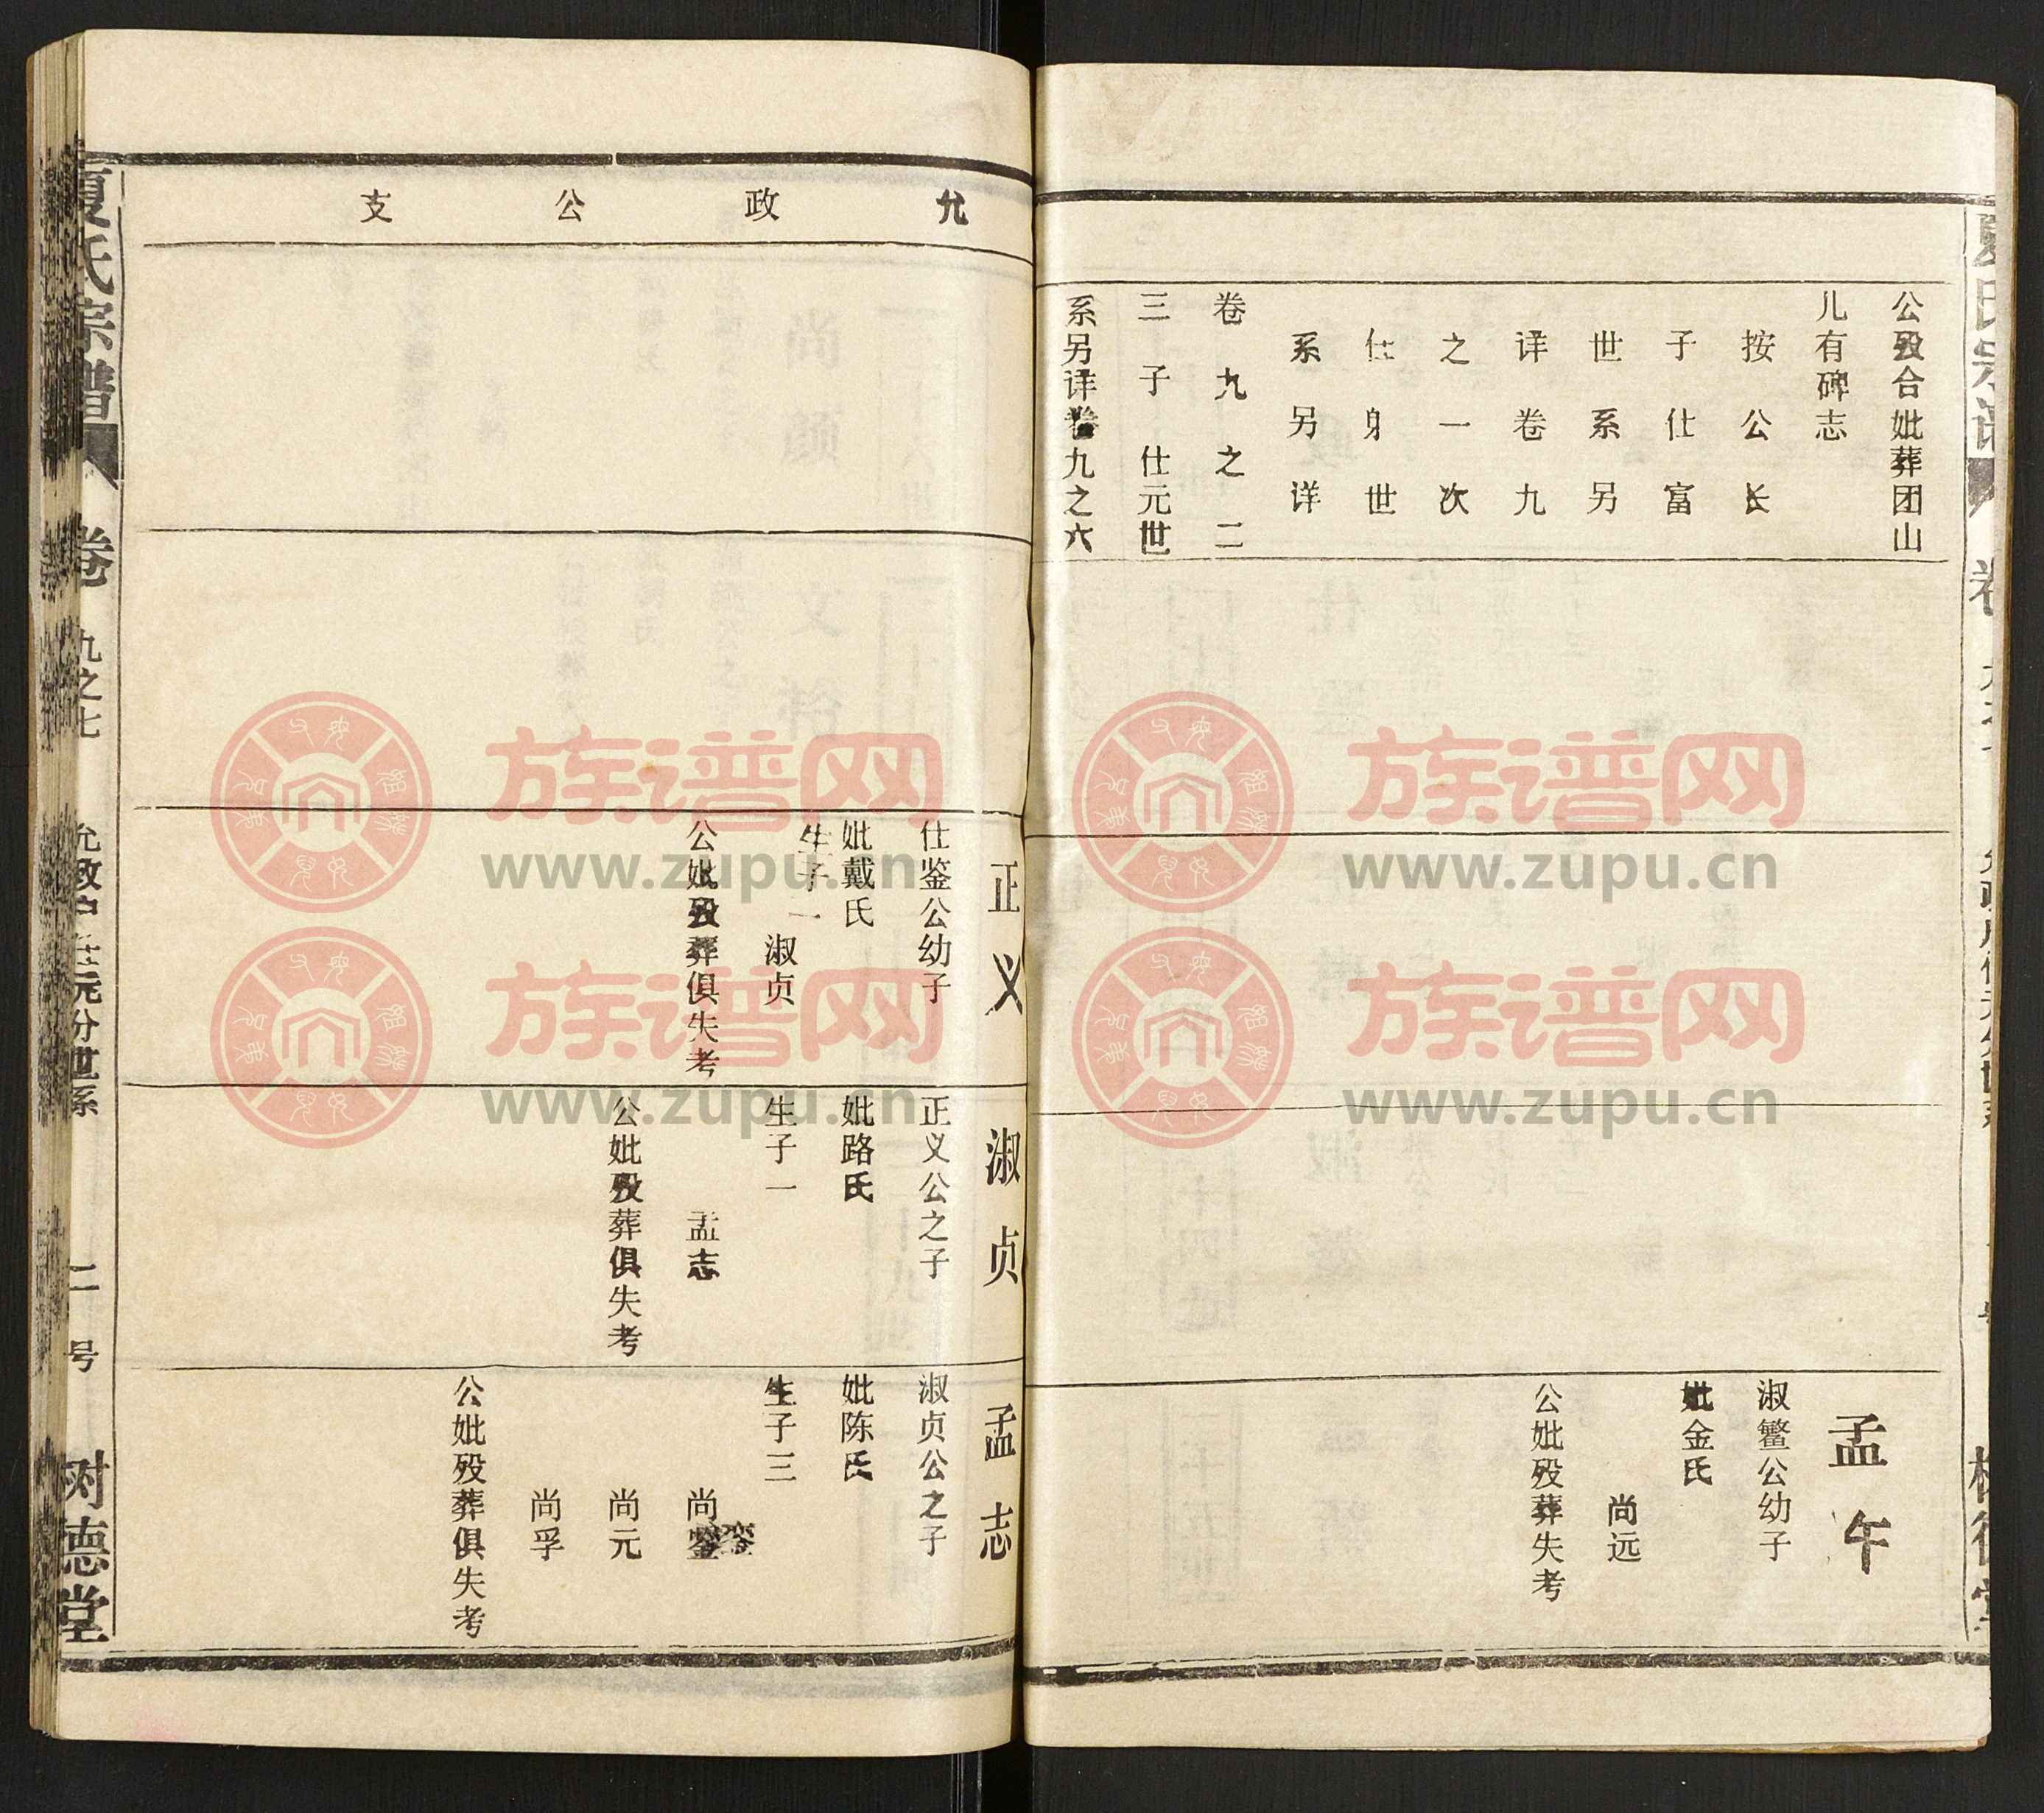 公殁合妣葬团山
儿有碑志
按公长
子仕富
世系另
详卷九
之一次
仕身世
系另详
卷九之二
三子仕元世
系另详卷九之六
孟午
淑鳖公幼子
妣金氏
尚远
公妣殁葬失考
允政公支
正义
仕鉴公幼子
妣戴氏
生子一
淑贞
公妣殁葬俱失考
淑贞
正义公之子
妣路氏
生子一
孟志
公妣殁葬俱失考
孟志
淑贞公之子
妣陈氏
生子三
尚
尚元
尚孚
公妣殁葬俱失考
夏氏宗谱
卷
九之七
允政户仕元分世系
二号
树德堂
族谱网
www.zupu.cn
族谱网
www.zupu.cn
族谱网
www.zupu.cn
族谱网
www.zupu.cn